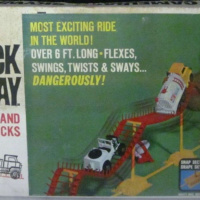 MOST EXCITING RIDE
IN THE WORLD!
OVER 6 FT. LONG - FLEXES,
SWINGS, TWISTS & SWAYS...
DANGEROUSLY!
CK
AY
AND
CKS